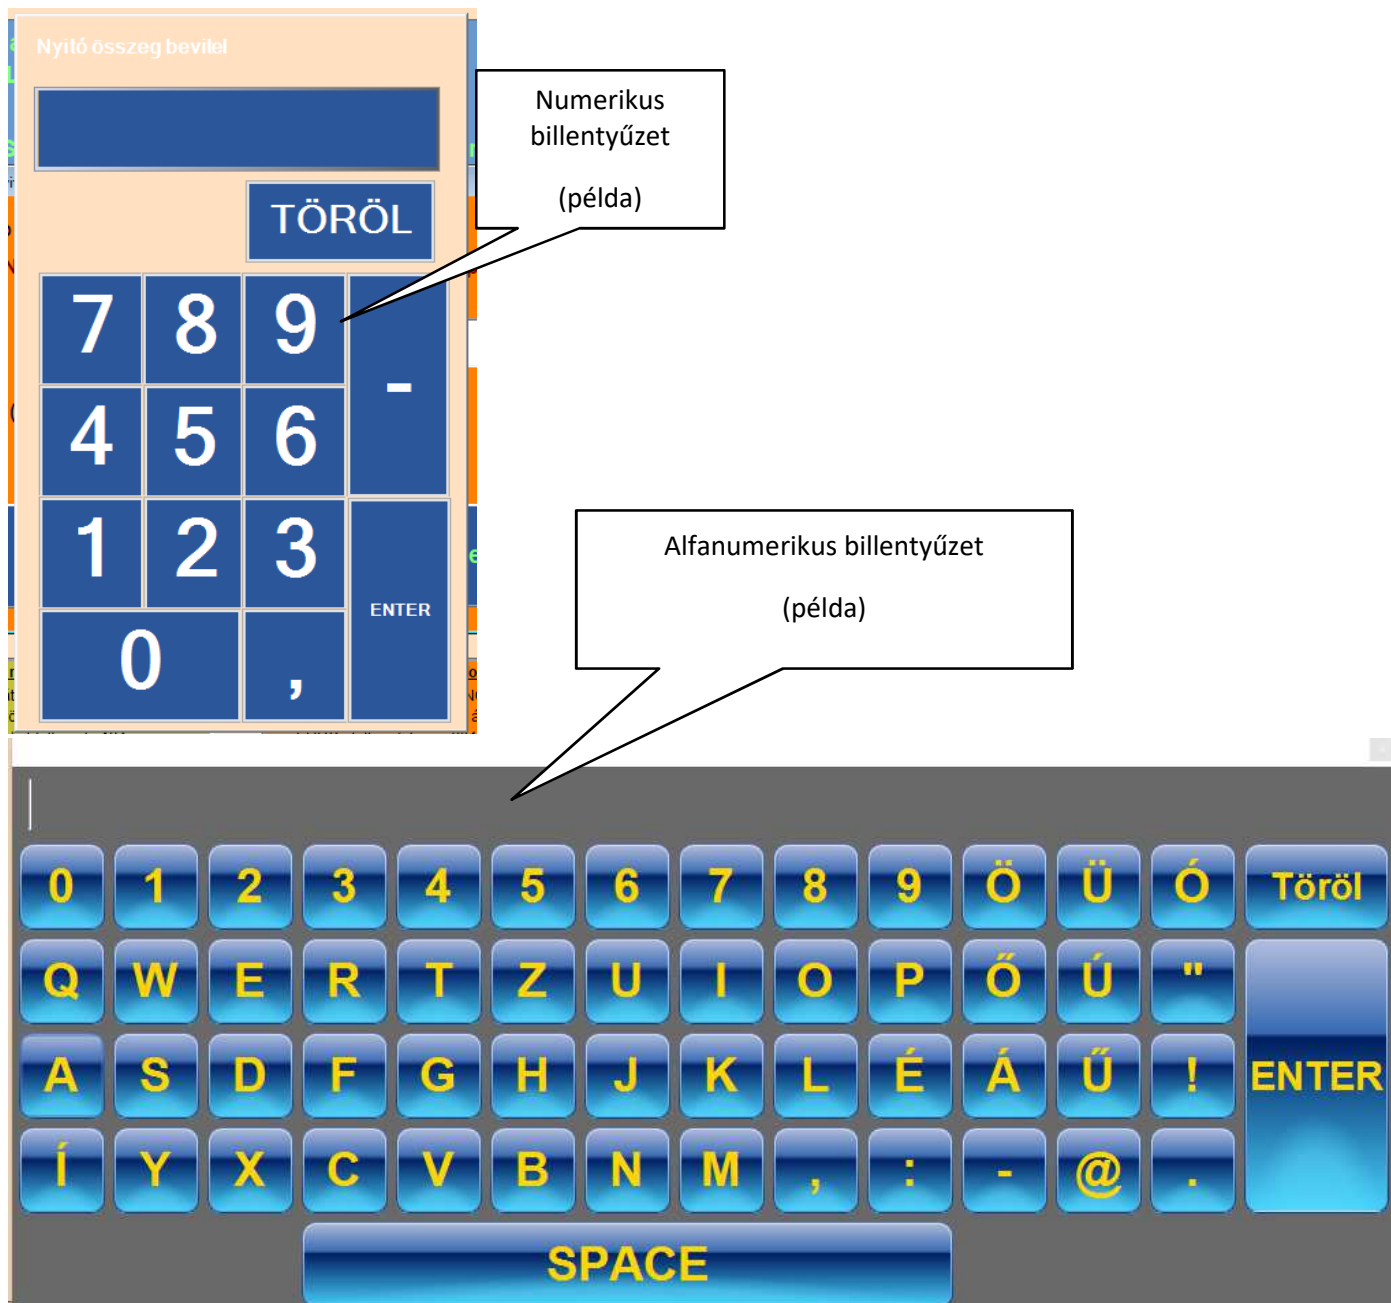 Nyitó összeg bevitel
Numerikus
billentyűzet
(példa)
TÖRÖL
7 8 9 -
4 5 6
1 2 3 ENTER
0 ,
Alfanumerikus billentyűzet
(példa)
0 1 2 3 4 5 6 7 8 9 Ö Ü Ó Töröl
Q W E R T Z U I O P Ő Ú "
A S D F G H J K L É Á Ű ! ENTER
Í Y X C V B N M , : - @ .
SPACE